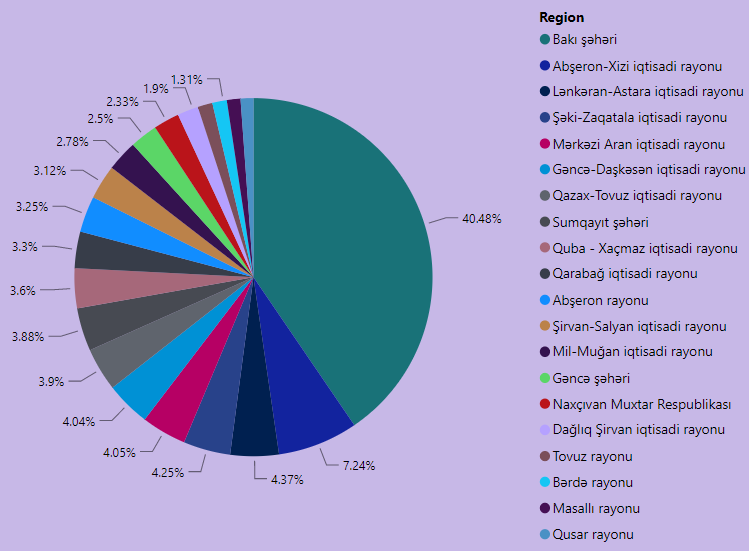 Region
Bakı şəhəri
Abşeron-Xizi iqtisadi rayonu
Lənkəran-Astara iqtisadi rayonu
Şəki-Zaqatala iqtisadi rayonu
Mərkəzi Aran iqtisadi rayonu
Gəncə-Daşkəsən iqtisadi rayonu
Qazax-Tovuz iqtisadi rayonu
Sumqayıt şəhəri
Quba - Xaçmaz iqtisadi rayonu
Qarabağ iqtisadi rayonu
Abşeron rayonu
Şirvan-Salyan iqtisadi rayonu
Mil-Muğan iqtisadi rayonu
Gəncə şəhəri
Naxçıvan Muxtar Respublikası
Dağlıq Şirvan iqtisadi rayonu
Tovuz rayonu
Bərdə rayonu
Masallı rayonu
Qusar rayonu
40.48%
7.24%
4.37%
4.25%
4.05%
4.04%
3.9%
3.88%
3.6%
3.3%
3.25%
3.12%
2.78%
2.5%
2.33%
1.9%
1.31%